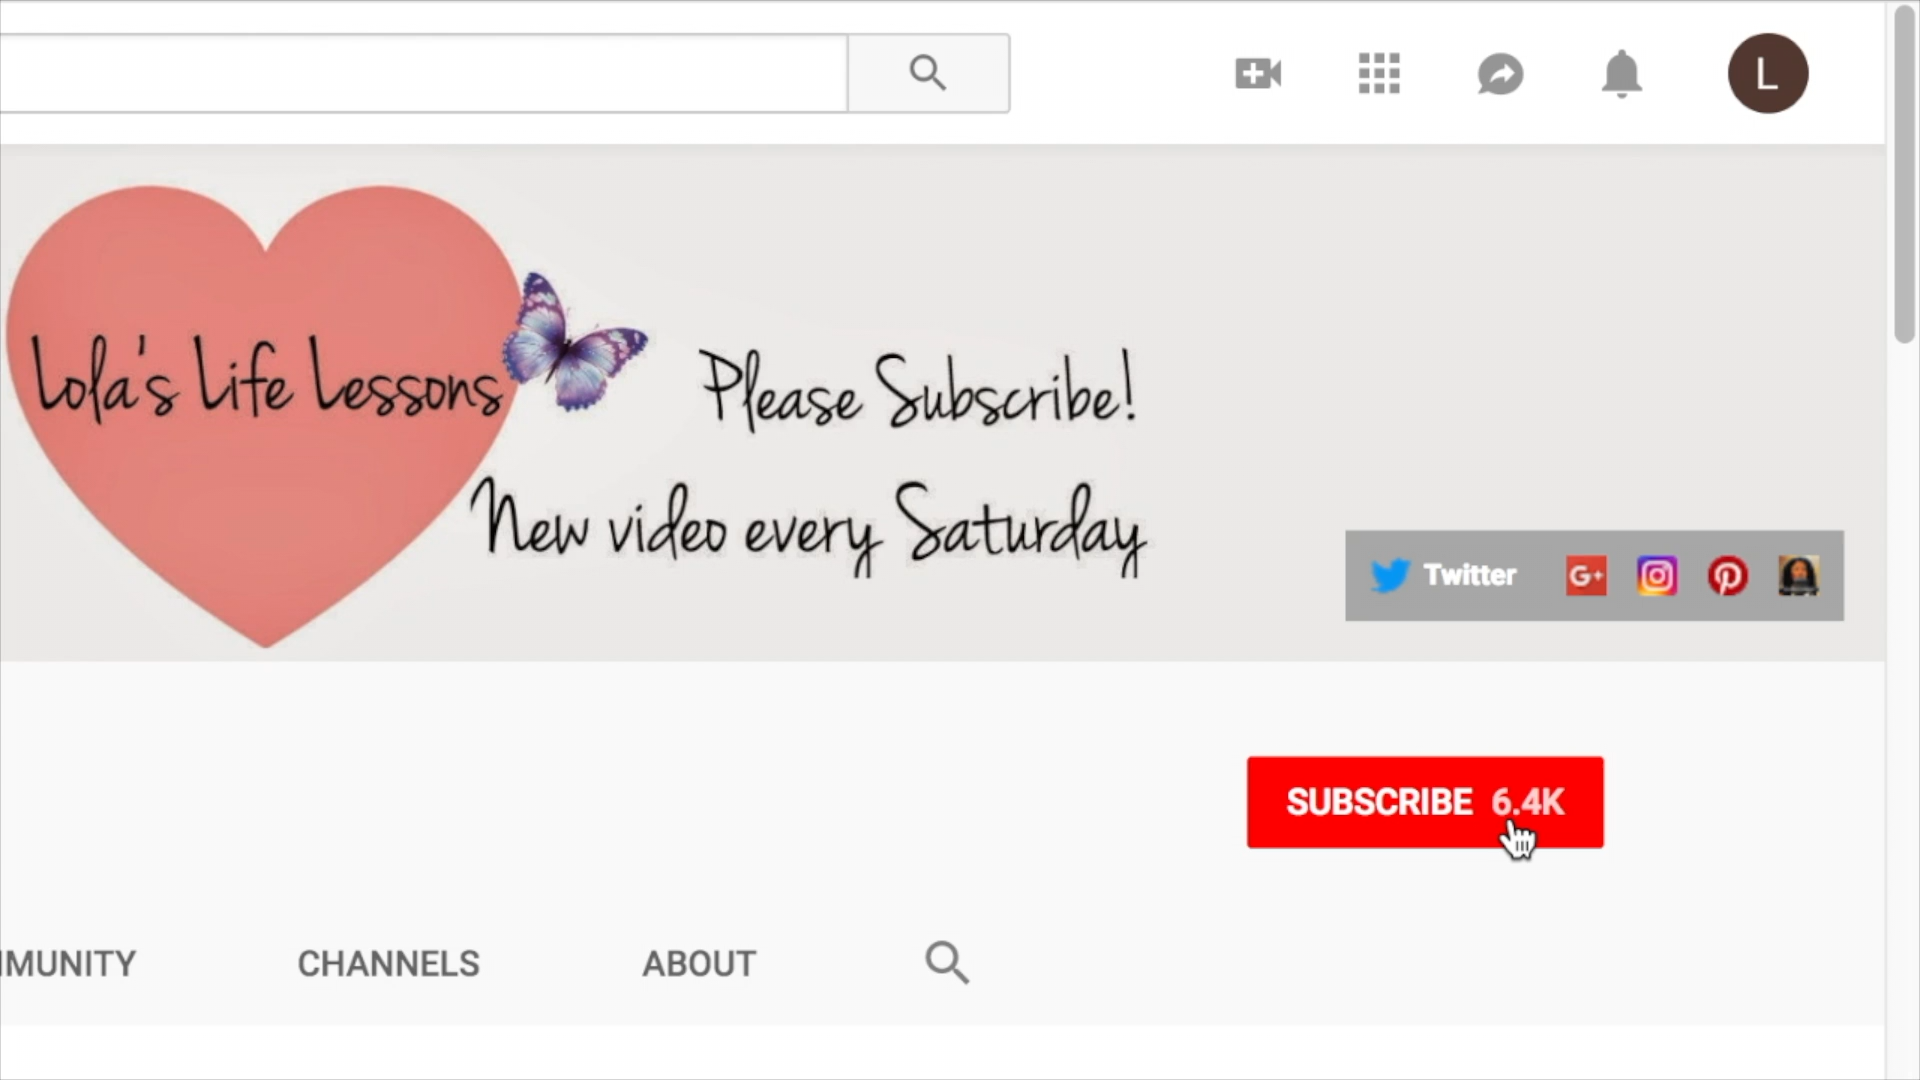 L
Lola's Life Lessons
Please Subscribe!
New video every Saturday
Twitter
G+
SUBSCRIBE 6.4K
MUNITY
CHANNELS
ABOUT